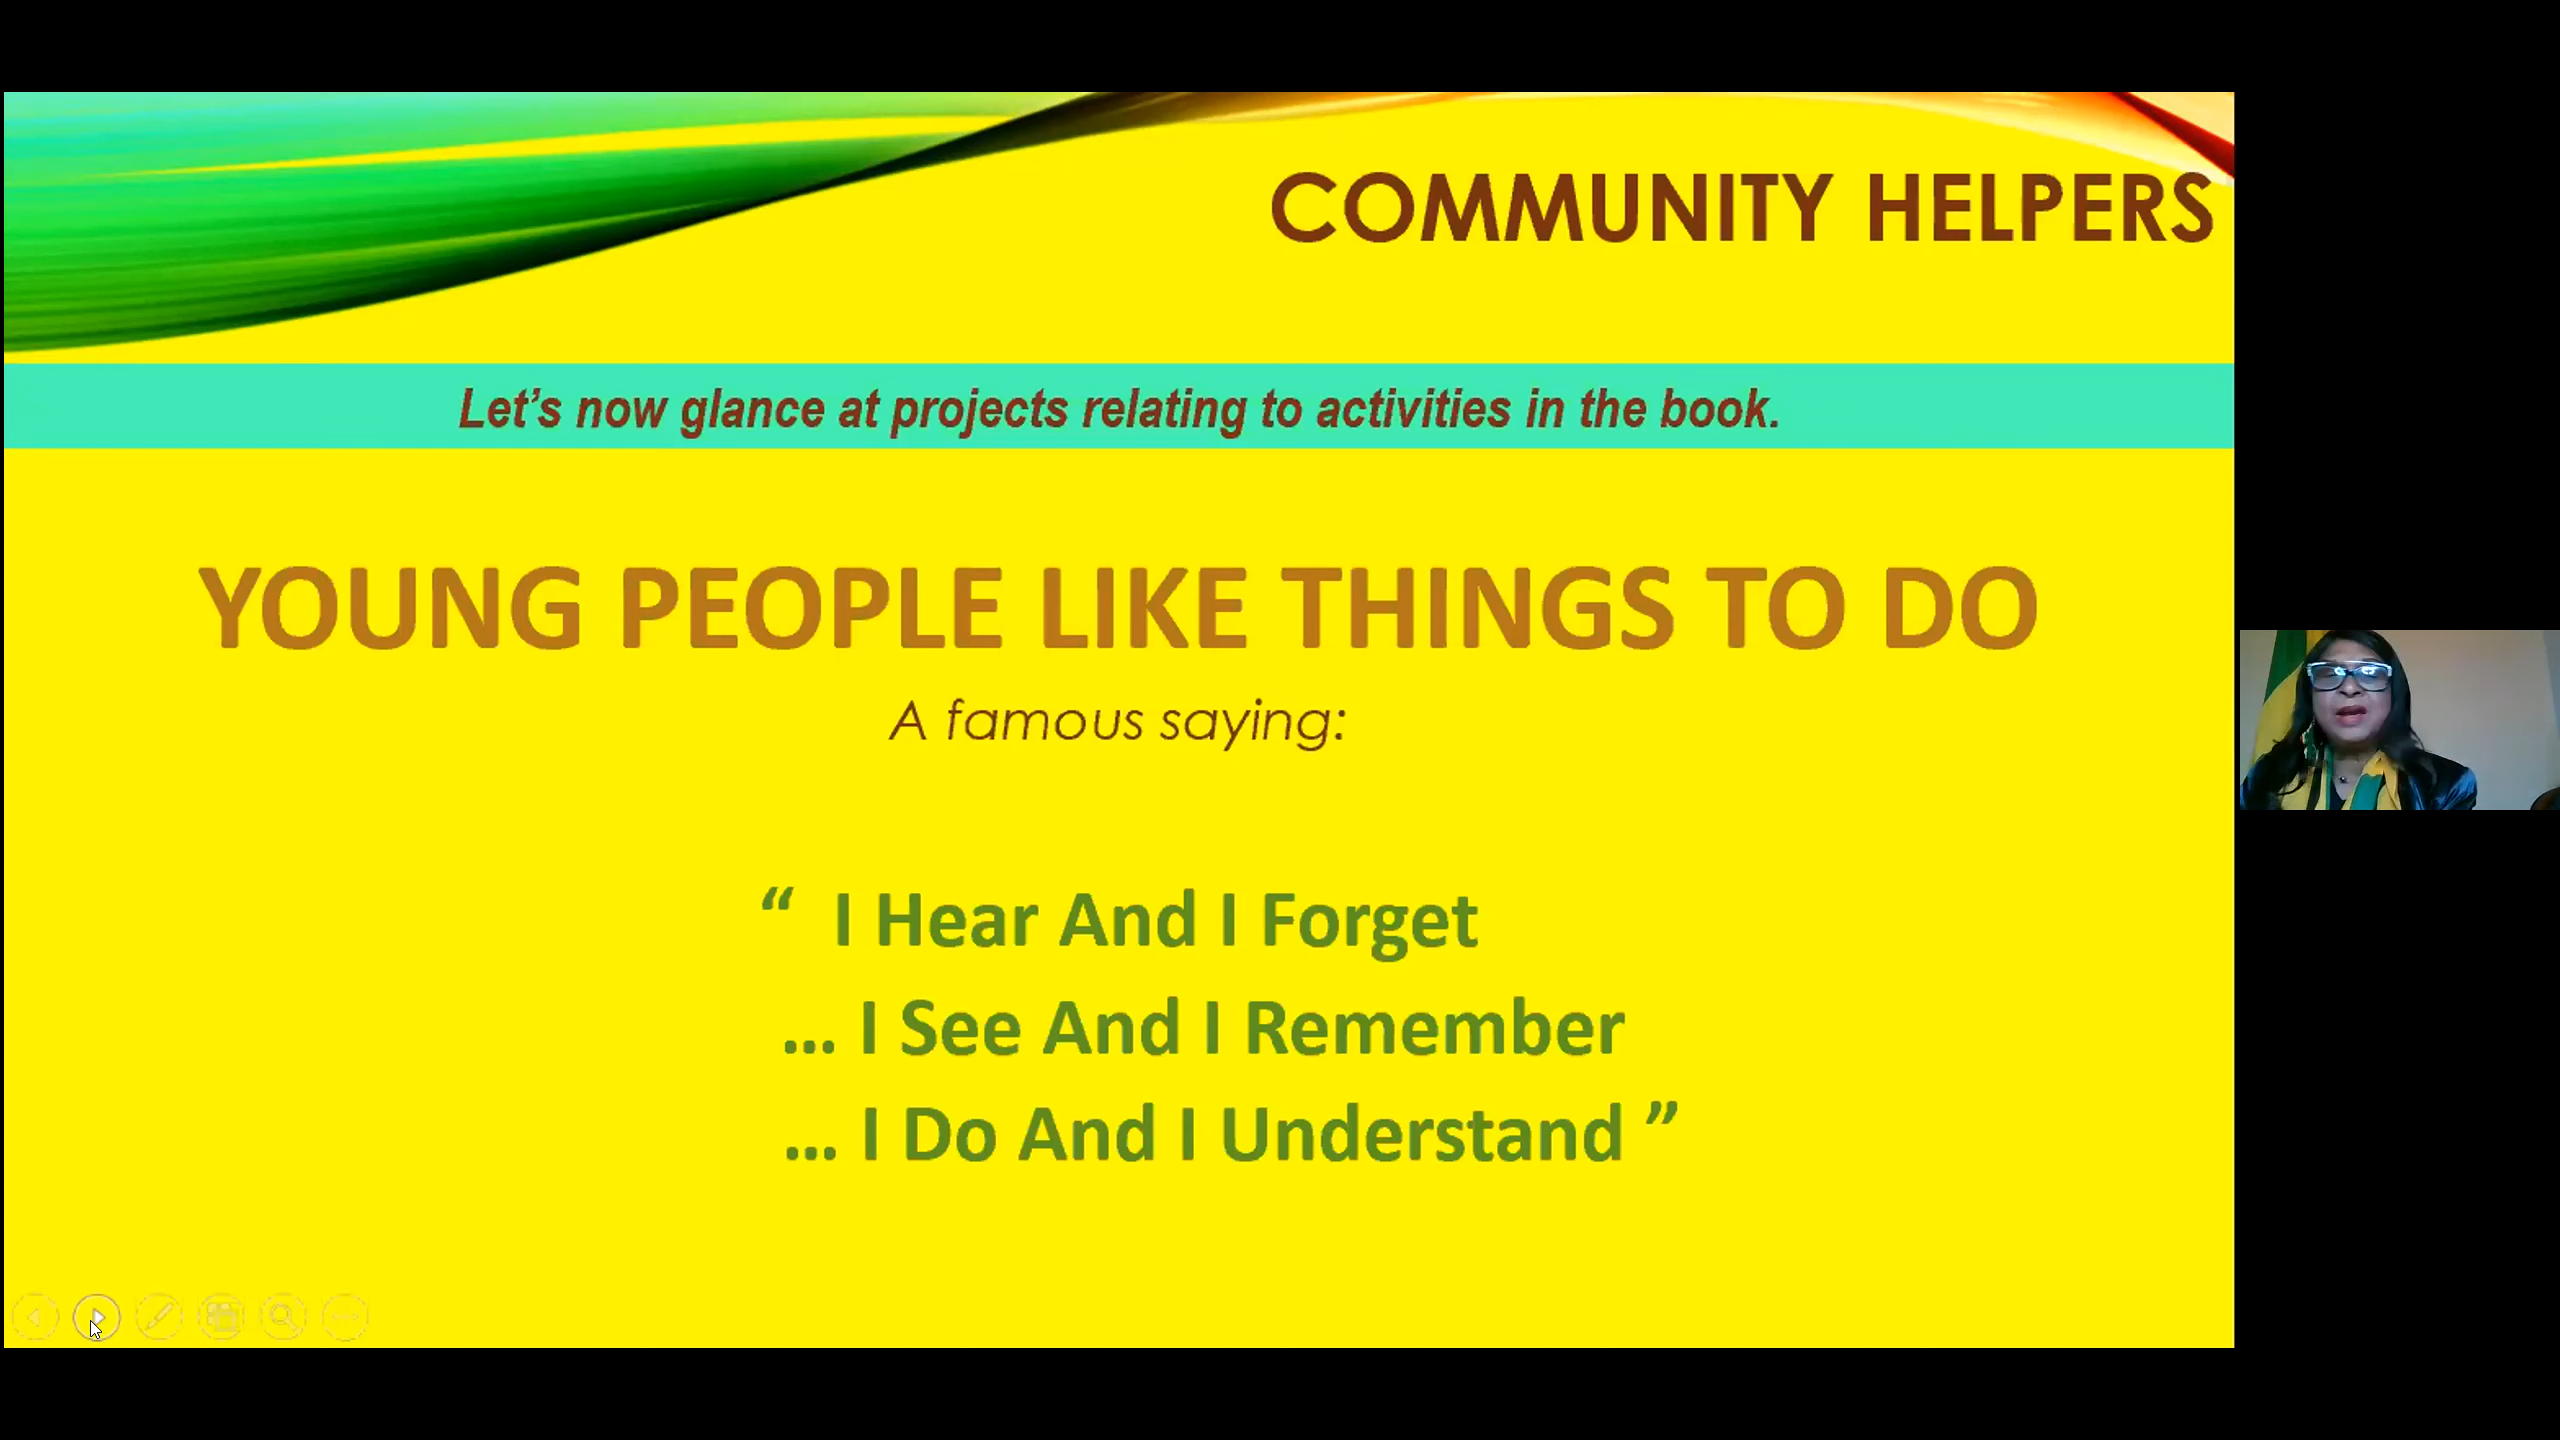 COMMUNITY HELPERS
Let’s now glance at projects relating to activities in the book.
YOUNG PEOPLE LIKE THINGS TO DO
A famous saying:
“ I Hear And I Forget
... I See And I Remember
... I Do And I Understand ”